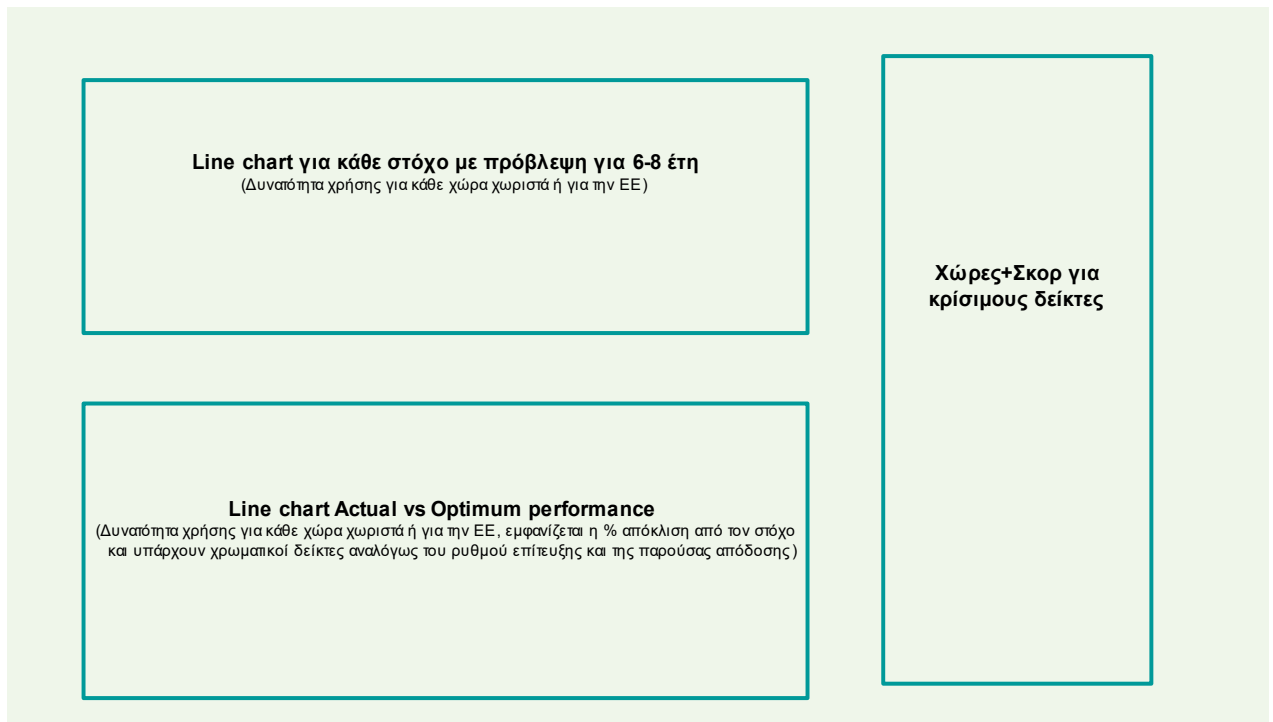 Line chart για κάθε στόχο με πρόβλεψη για 6-8 έτη
(Δυνατότητα χρήσης για κάθε χώρα χωριστά ή για την ΕΕ)
Χώρες+Σκορ για
κρίσιμους δείκτες
Line chart Actual vs Optimum performance
(Δυνατότητα χρήσης για κάθε χώρα χωριστά ή για την ΕΕ, εμφανίζεται η % απόκλιση από τον στόχο
και υπάρχουν χρωματικοί δείκτες αναλόγως του ρυθμού επίτευξης και της παρούσας απόδοσης)